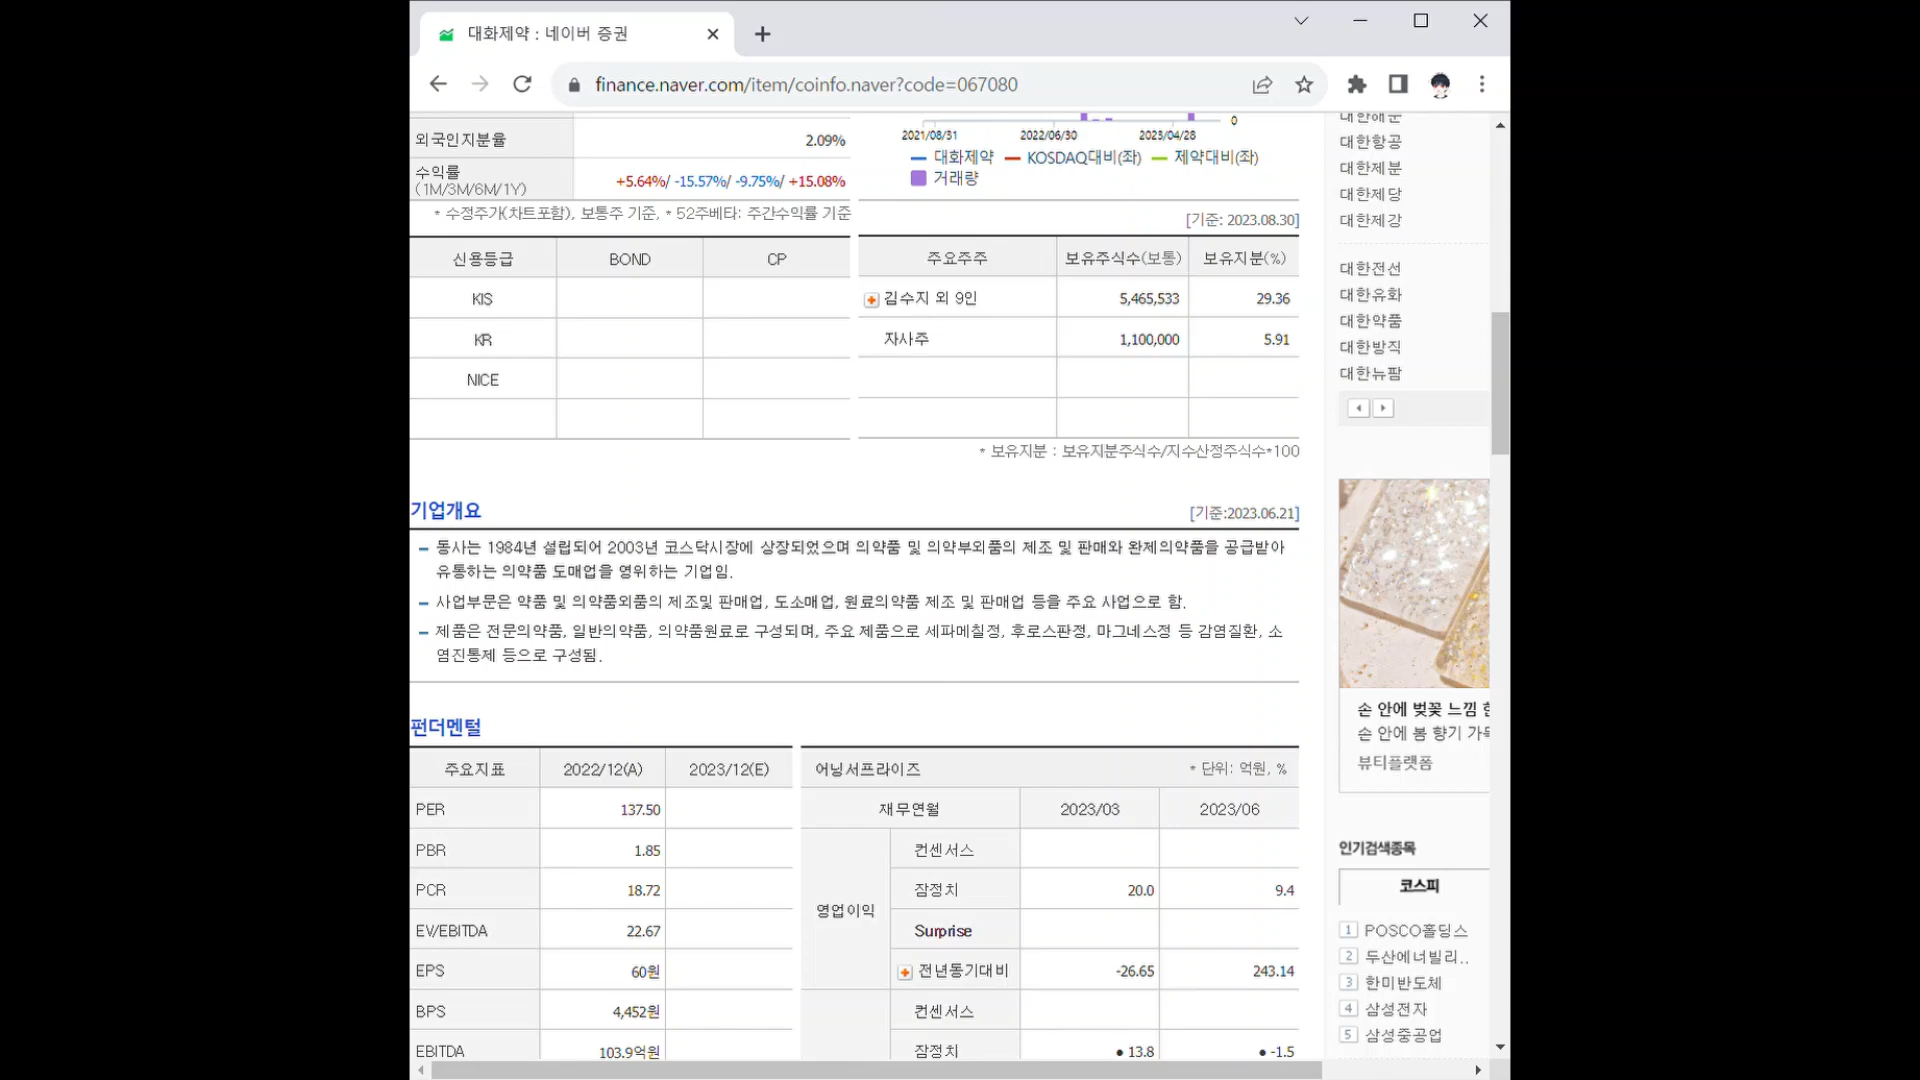 대화제약 : 네이버 증권
finance.naver.com/item/coinfo.naver?code=067080
외국인지분율 2.09%
수익률
(1M/3M/6M/1Y) +5.64%/ -15.57%/ -9.75%/ +15.08%
* 수정주가(차트포함), 보통주 기준, * 52주베타: 주간수익률 기준
0
2021/08/31 2022/06/30 2023/04/28
대화제약 KOSDAQ대비(좌) 제약대비(좌)
거래량
[기준: 2023.08.30]
신용등급 BOND CP
KIS
KR
NICE
주요주주 보유주식수(보통) 보유지분(%)
김수지 외 9인 5,465,533 29.36
자사주 1,100,000 5.91
* 보유지분 : 보유지분주식수/지수산정주식수*100
기업개요 [기준:2023.06.21]
동사는 1984년 설립되어 2003년 코스닥시장에 상장되었으며 의약품 및 의약부외품의 제조 및 판매와 완제의약품을 공급받아
유통하는 의약품 도매업을 영위하는 기업임.
사업부문은 약품 및 의약품외품의 제조및 판매업, 도소매업, 원료의약품 제조 및 판매업 등을 주요 사업으로 함.
제품은 전문의약품, 일반의약품, 의약품원료로 구성되며, 주요 제품으로 세파메칠정, 후로스판정, 마그네스정 등 감염질환, 소
염진통제 등으로 구성됨.
펀더멘털
주요지표 2022/12(A) 2023/12(E)
PER 137.50
PBR 1.85
PCR 18.72
EV/EBITDA 22.67
EPS 60원
BPS 4,452원
EBITDA 103.9억원
어닝서프라이즈 * 단위: 억원, %
재무연월 2023/03 2023/06
영업이익
컨센서스
잠정치 20.0 9.4
Surprise
전년동기대비 -26.65 243.14
컨센서스
잠정치 ● 13.8 ● -1.5
대한해운
대한항공
대한제분
대한제당
대한제강
대한전선
대한유화
대한약품
대한방직
대한뉴팜
손 안에 벚꽃 느낌
손 안에 봄 향기
뷰티플랫폼
인기검색종목
코스피
1 POSCO홀딩스
2 두산에너빌리..
3 한미반도체
4 삼성전자
5 삼성중공업